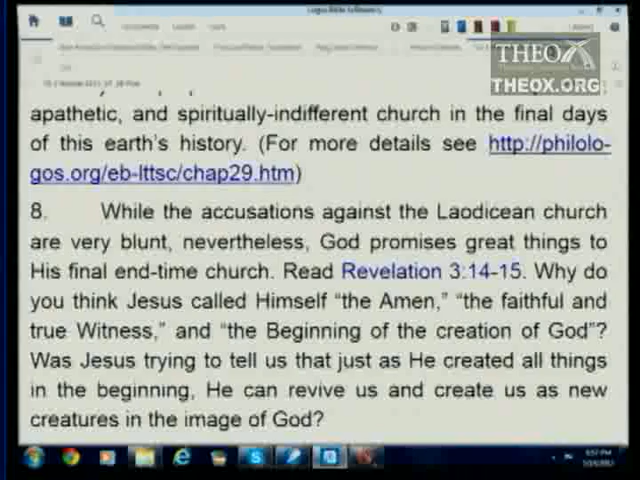 Logos Bible Software
THEOX
THEOX.ORG
apathetic, and spiritually-indifferent church in the final days
of this earth's history. (For more details see http://philolo-
gos.org/eb-lttsc/chap29.htm)
8. While the accusations against the Laodicean church
are very blunt, nevertheless, God promises great things to
His final end-time church. Read Revelation 3:14-15. Why do
you think Jesus called Himself “the Amen,” “the faithful and
true Witness,” and “the Beginning of the creation of God”?
Was Jesus trying to tell us that just as He created all things
in the beginning, He can revive us and create us as new
creatures in the image of God?